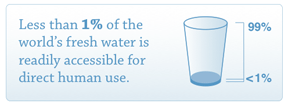 Less than 1% of the
world's fresh water is
readily accessible for
direct human use.
99%
<1%